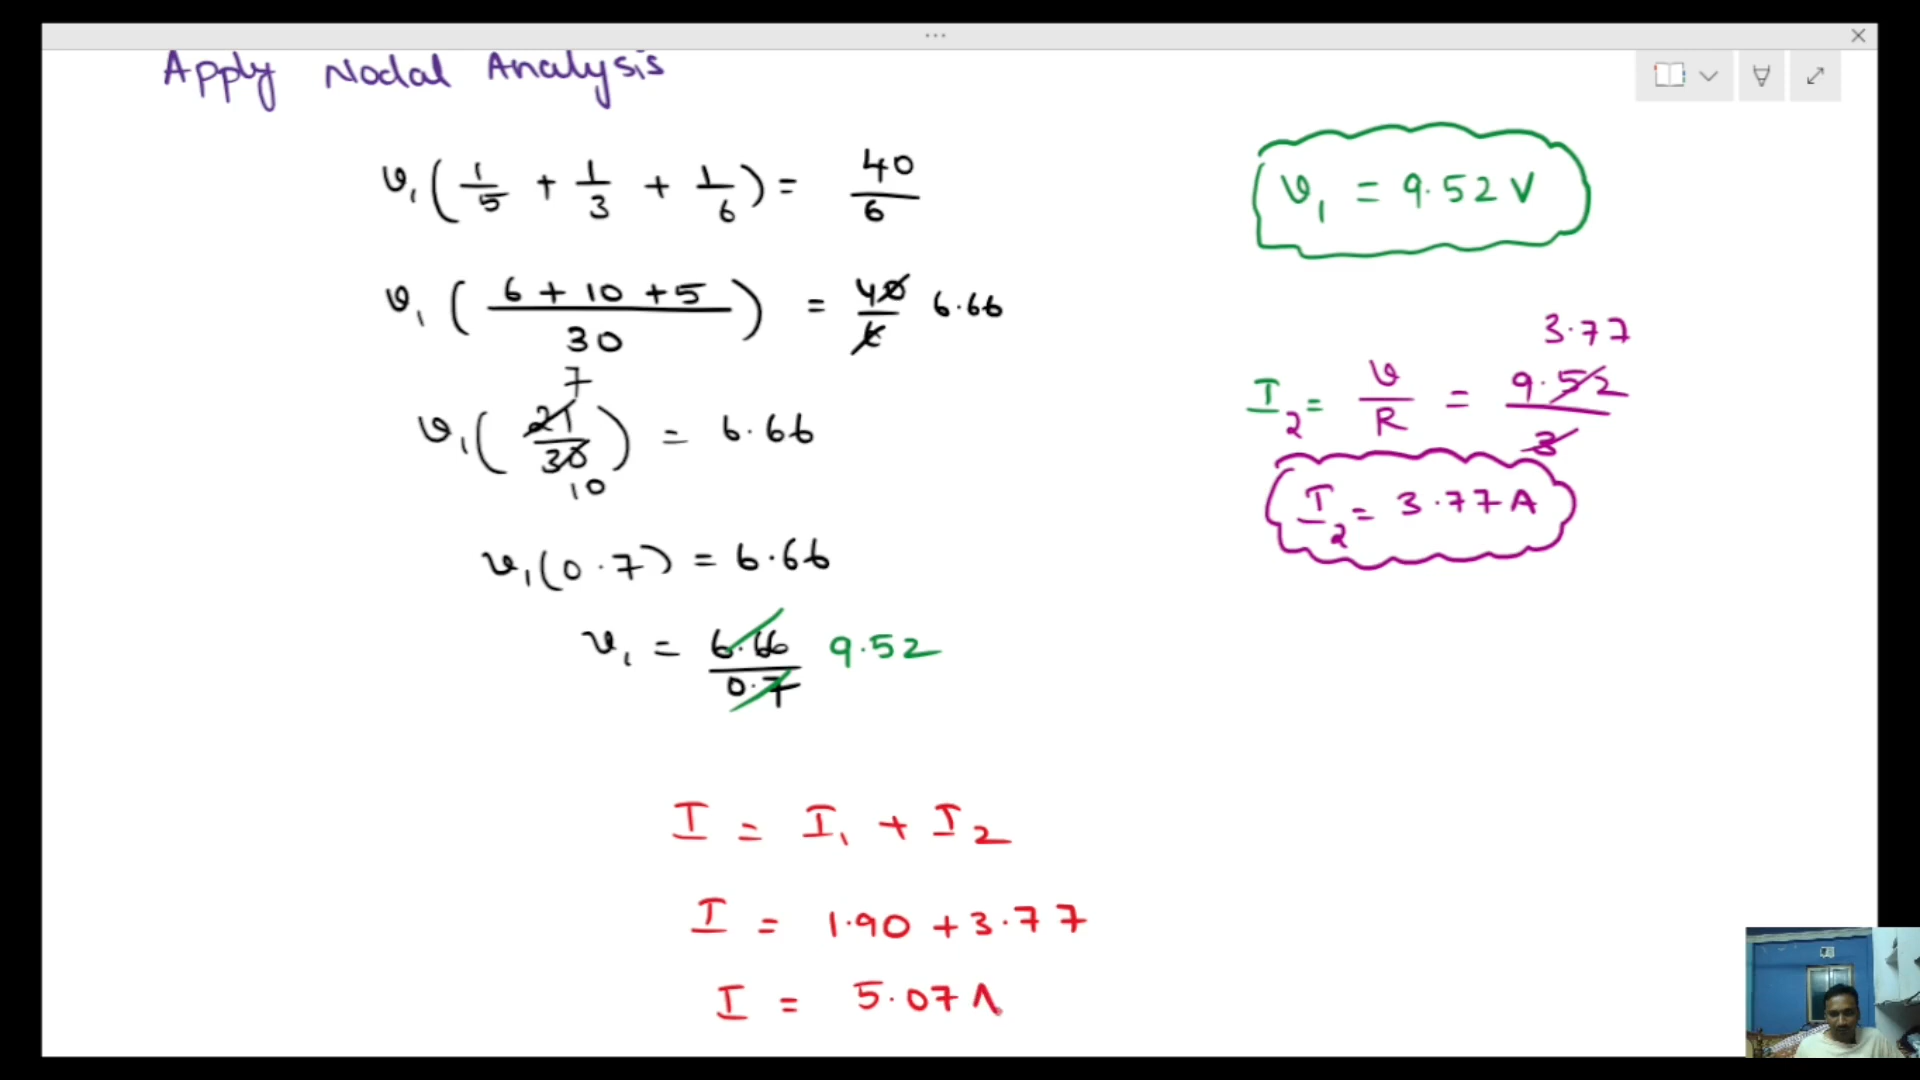 Apply Nodal Analysis
v₁(1/5 + 1/3 + 1/6) = 40/6
v₁(6 + 10 + 5 / 30) = 40/6 6.66
7
v₁(21/30) = 6.66
10
v₁(0.7) = 6.66
v₁ = 6.66/0.7 9.52
I = I₁ + I₂
I = 1.90 + 3.77
I = 5.07 A
v₁ = 9.52 V
3.77
I₂ = v/R = 9.52/3
I₂ = 3.77 A